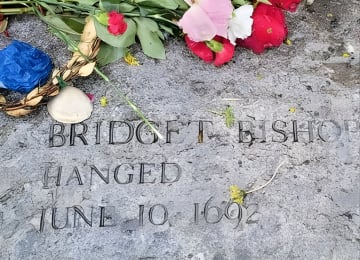 BRIDGET BISHOP
HANGED
JUNE 10, 1692